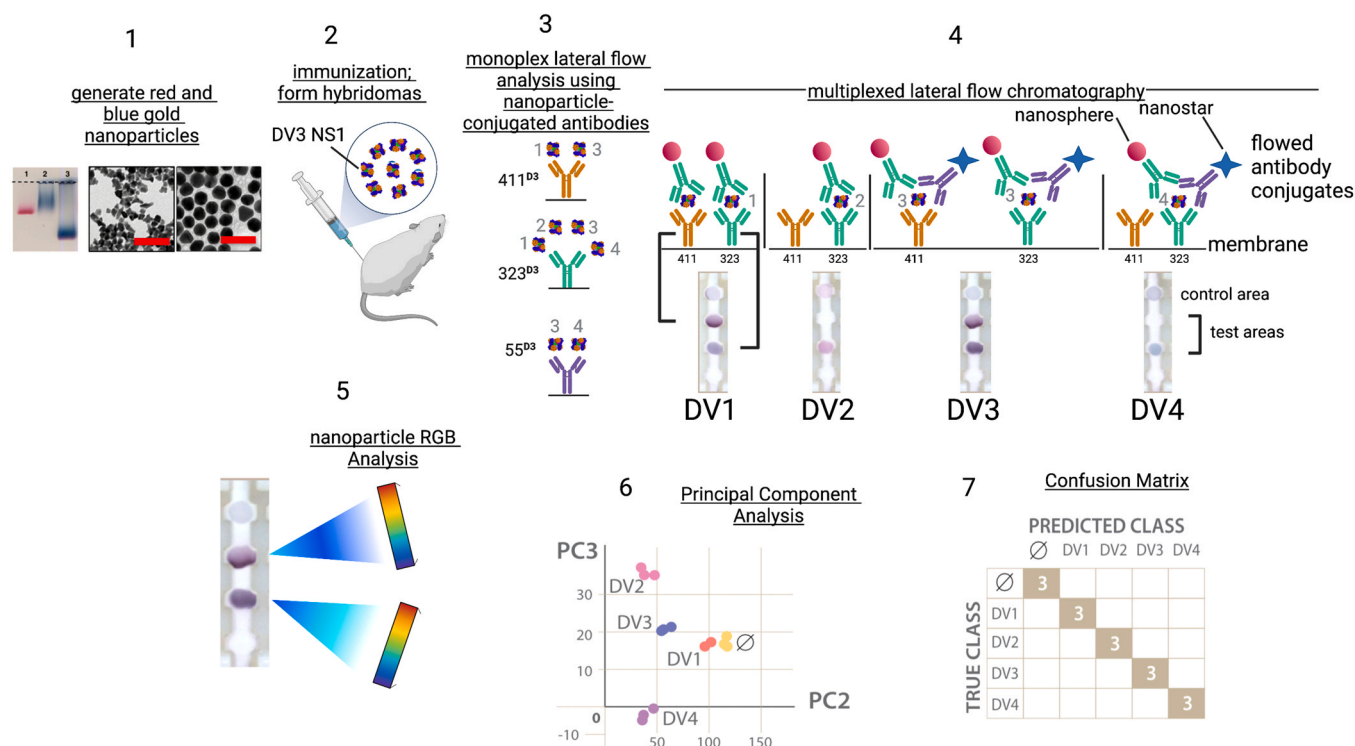 1
generate red and
blue gold
nanoparticles
1 2 3
2
immunization;
form hybridomas
DV3 NS1
3
monoplex lateral flow
analysis using
nanoparticle-
conjugated antibodies
1 3
411D3
2 3
1 4
323D3
3 4
55D3
4
multiplexed lateral flow chromatography
nanosphere
nanostar
flowed
antibody
conjugates
1
2
3
3
4
membrane
411 323
411 323
411 323
411 323
control area
test areas
DV1 DV2 DV3 DV4
5
nanoparticle RGB
Analysis
6
Principal Component
Analysis
PC3
30
20
10
0
-10
DV2
DV3
DV1
∅
DV4
PC2
50 100 150
7
Confusion Matrix
PREDICTED CLASS
∅ DV1 DV2 DV3 DV4
TRUE CLASS
∅ 3
DV1 3
DV2 3
DV3 3
DV4 3